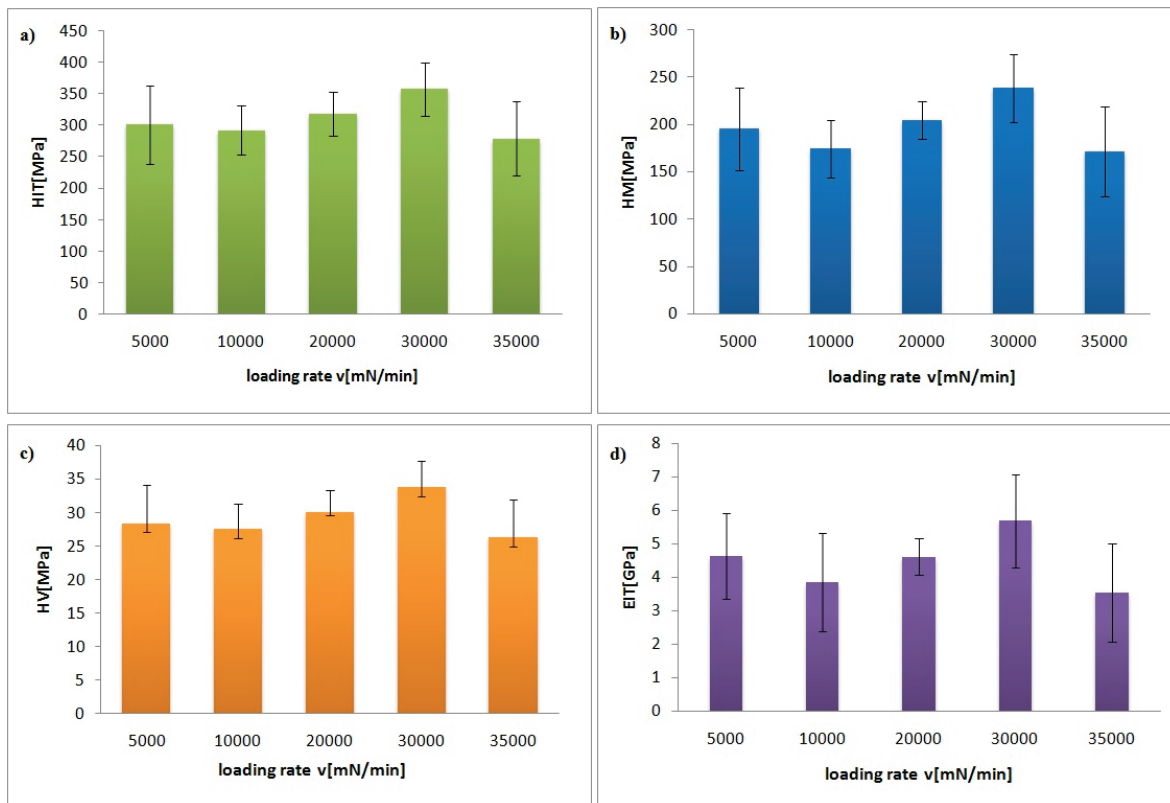 a)
HIT[MPa]
450
400
350
300
250
200
150
100
50
0
5000 10000 20000 30000 35000
loading rate v[mN/min]
b)
HM[MPa]
300
250
200
150
100
50
0
5000 10000 20000 30000 35000
loading rate v[mN/min]
c)
HV[MPa]
40
35
30
25
20
15
10
5
0
5000 10000 20000 30000 35000
loading rate v[mN/min]
d)
EIT[GPa]
8
7
6
5
4
3
2
1
0
5000 10000 20000 30000 35000
loading rate v[mN/min]